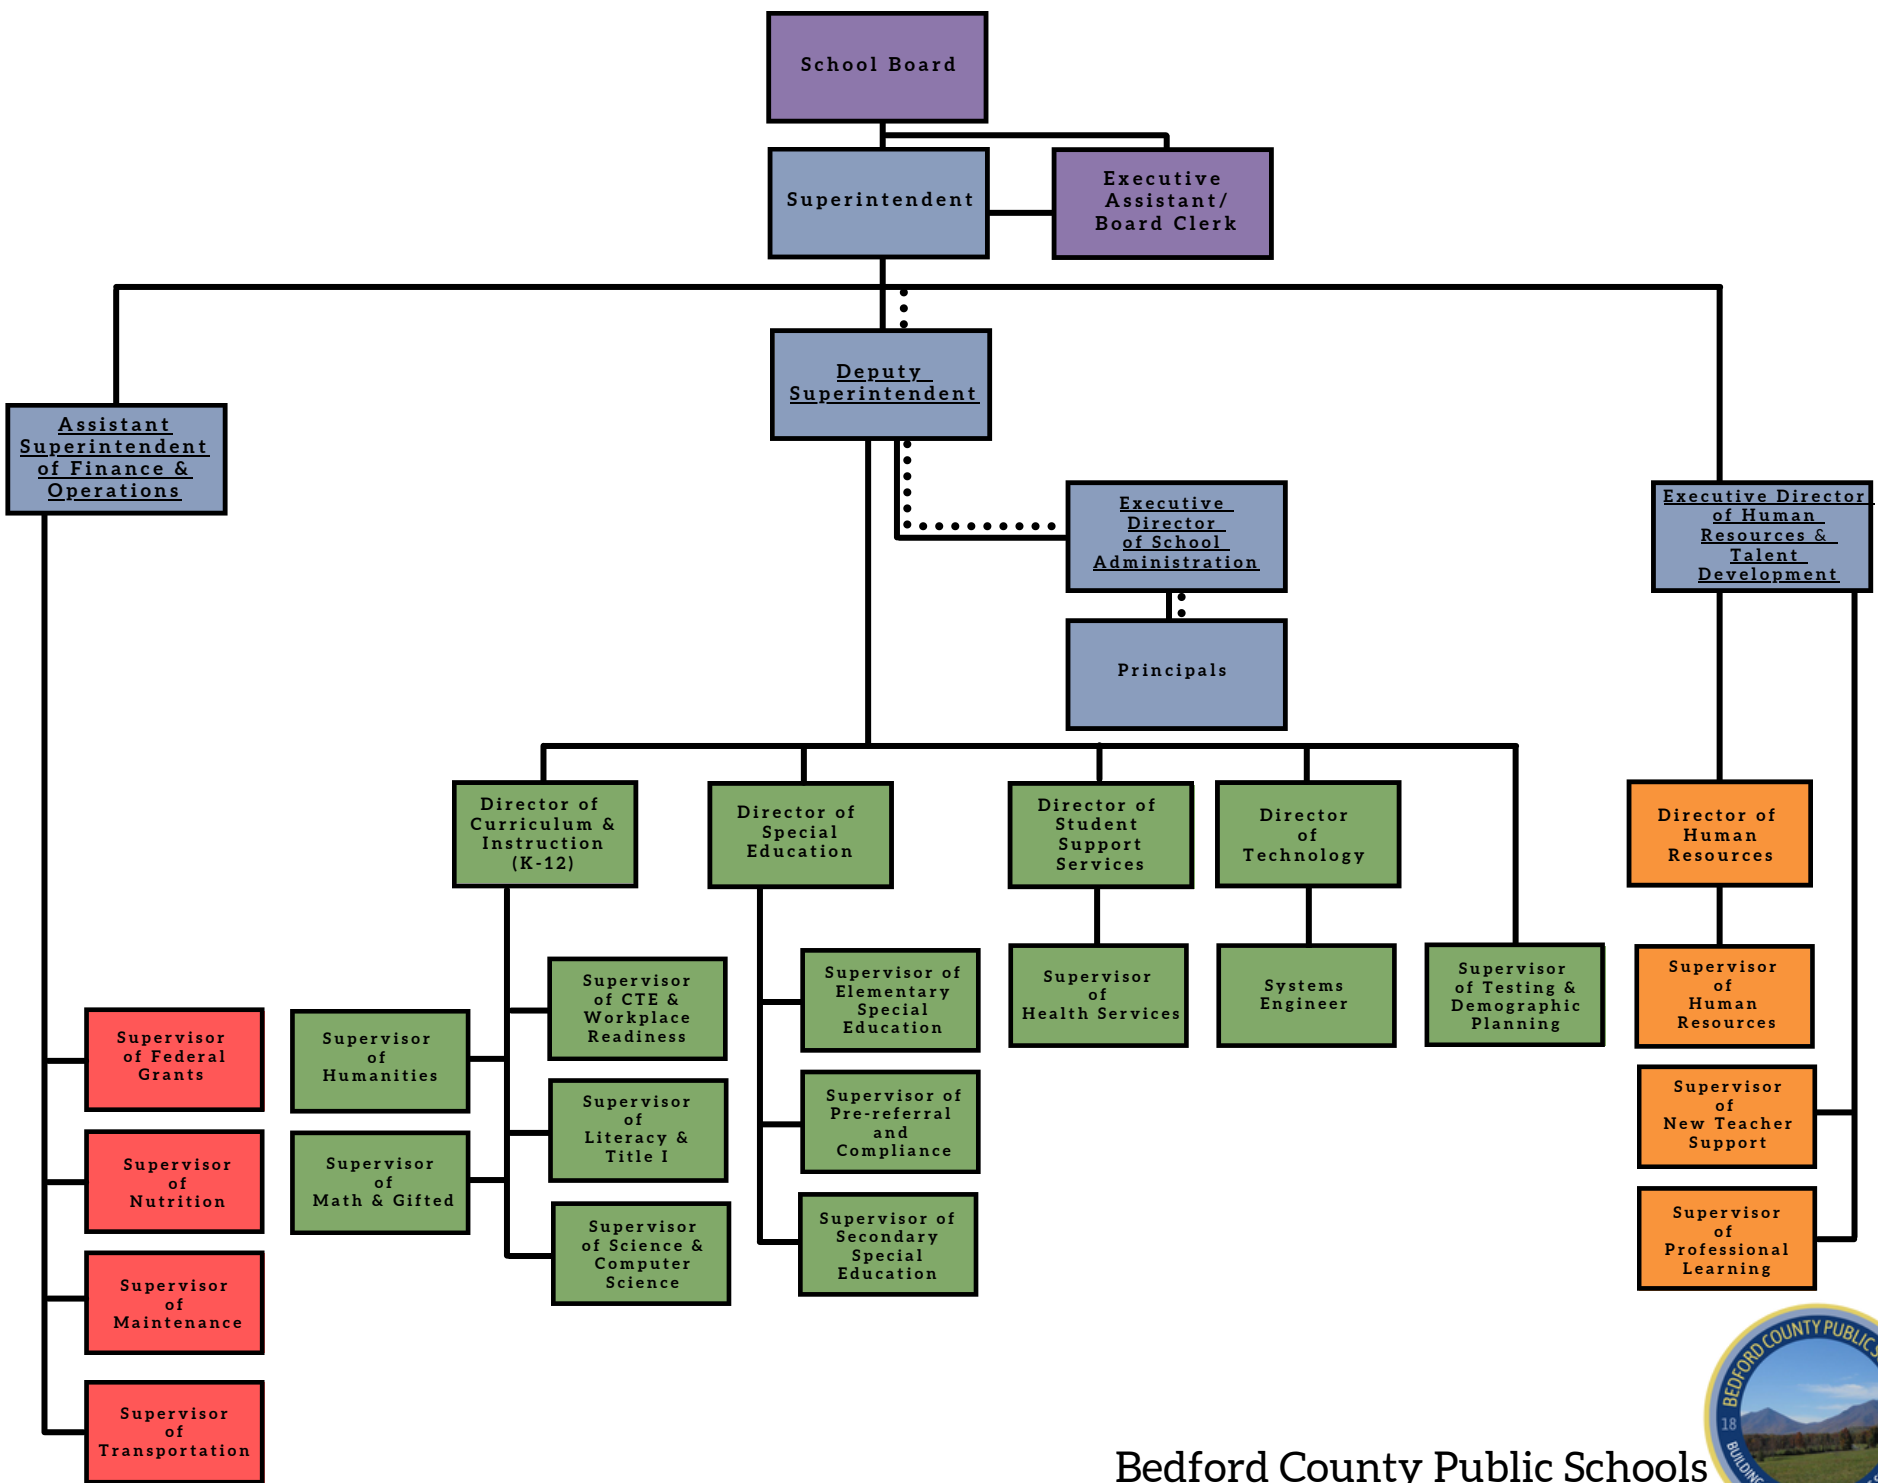 School Board
Superintendent
Executive
Assistant/
Board Clerk
Deputy
Superintendent
Assistant
Superintendent
of Finance &
Operations
Executive
Director
of School
Administration
Executive Director
of Human
Resources &
Talent
Development
Principals
Director of
Curriculum &
Instruction
(K-12)
Director of
Special
Education
Director of
Student
Support
Services
Director
of
Technology
Director of
Human
Resources
Supervisor
of CTE &
Workplace
Readiness
Supervisor of
Elementary
Special
Education
Supervisor
of
Health Services
Systems
Engineer
Supervisor
of Testing &
Demographic
Planning
Supervisor
of
Human
Resources
Supervisor
of Federal
Grants
Supervisor
of
Humanities
Supervisor
of
Literacy &
Title I
Supervisor of
Pre-referral
and
Compliance
Supervisor
of
New Teacher
Support
Supervisor
of
Nutrition
Supervisor
of
Math & Gifted
Supervisor
of Science &
Computer
Science
Supervisor of
Secondary
Special
Education
Supervisor
of
Professional
Learning
Supervisor
of
Maintenance
Supervisor
of
Transportation
Bedford County Public Schools
BEDFORD COUNTY PUBLIC
18
BUILDING